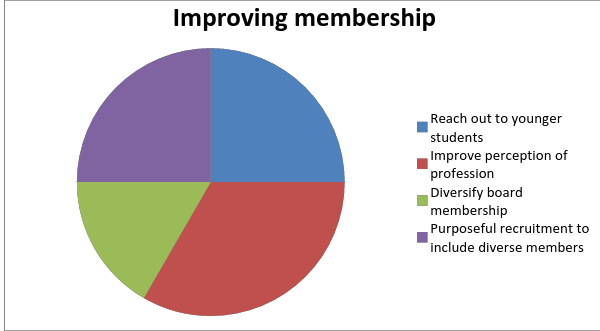 Improving membership
Reach out to younger
students
Improve perception of
profession
Diversify board
membership
Purposeful recruitment to
include diverse members